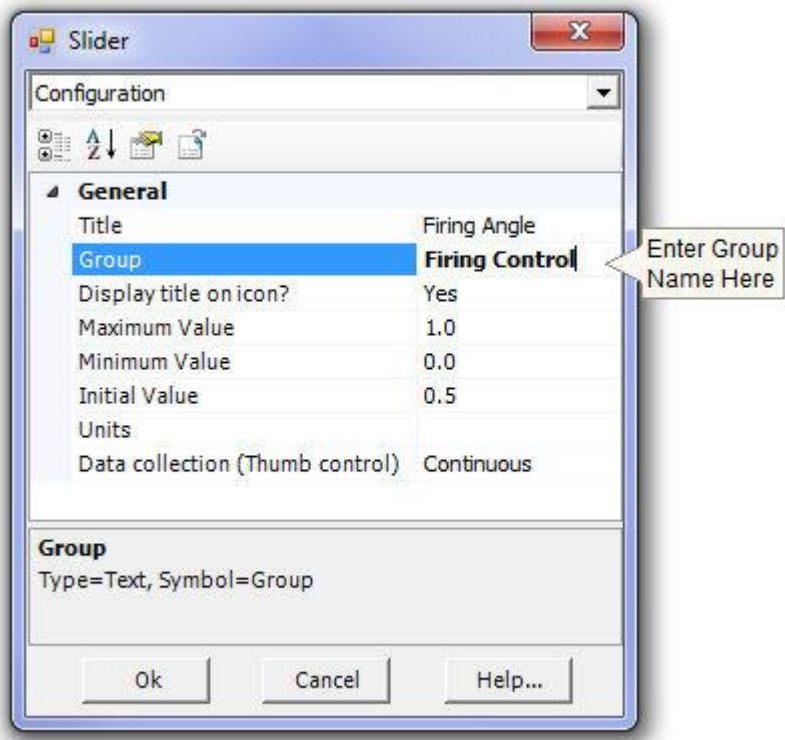 Slider
Configuration
General
Title Firing Angle
Group Firing Control
Enter Group
Name Here
Display title on icon? Yes
Maximum Value 1.0
Minimum Value 0.0
Initial Value 0.5
Units
Data collection (Thumb control) Continuous
Group
Type=Text, Symbol=Group
Ok Cancel Help...